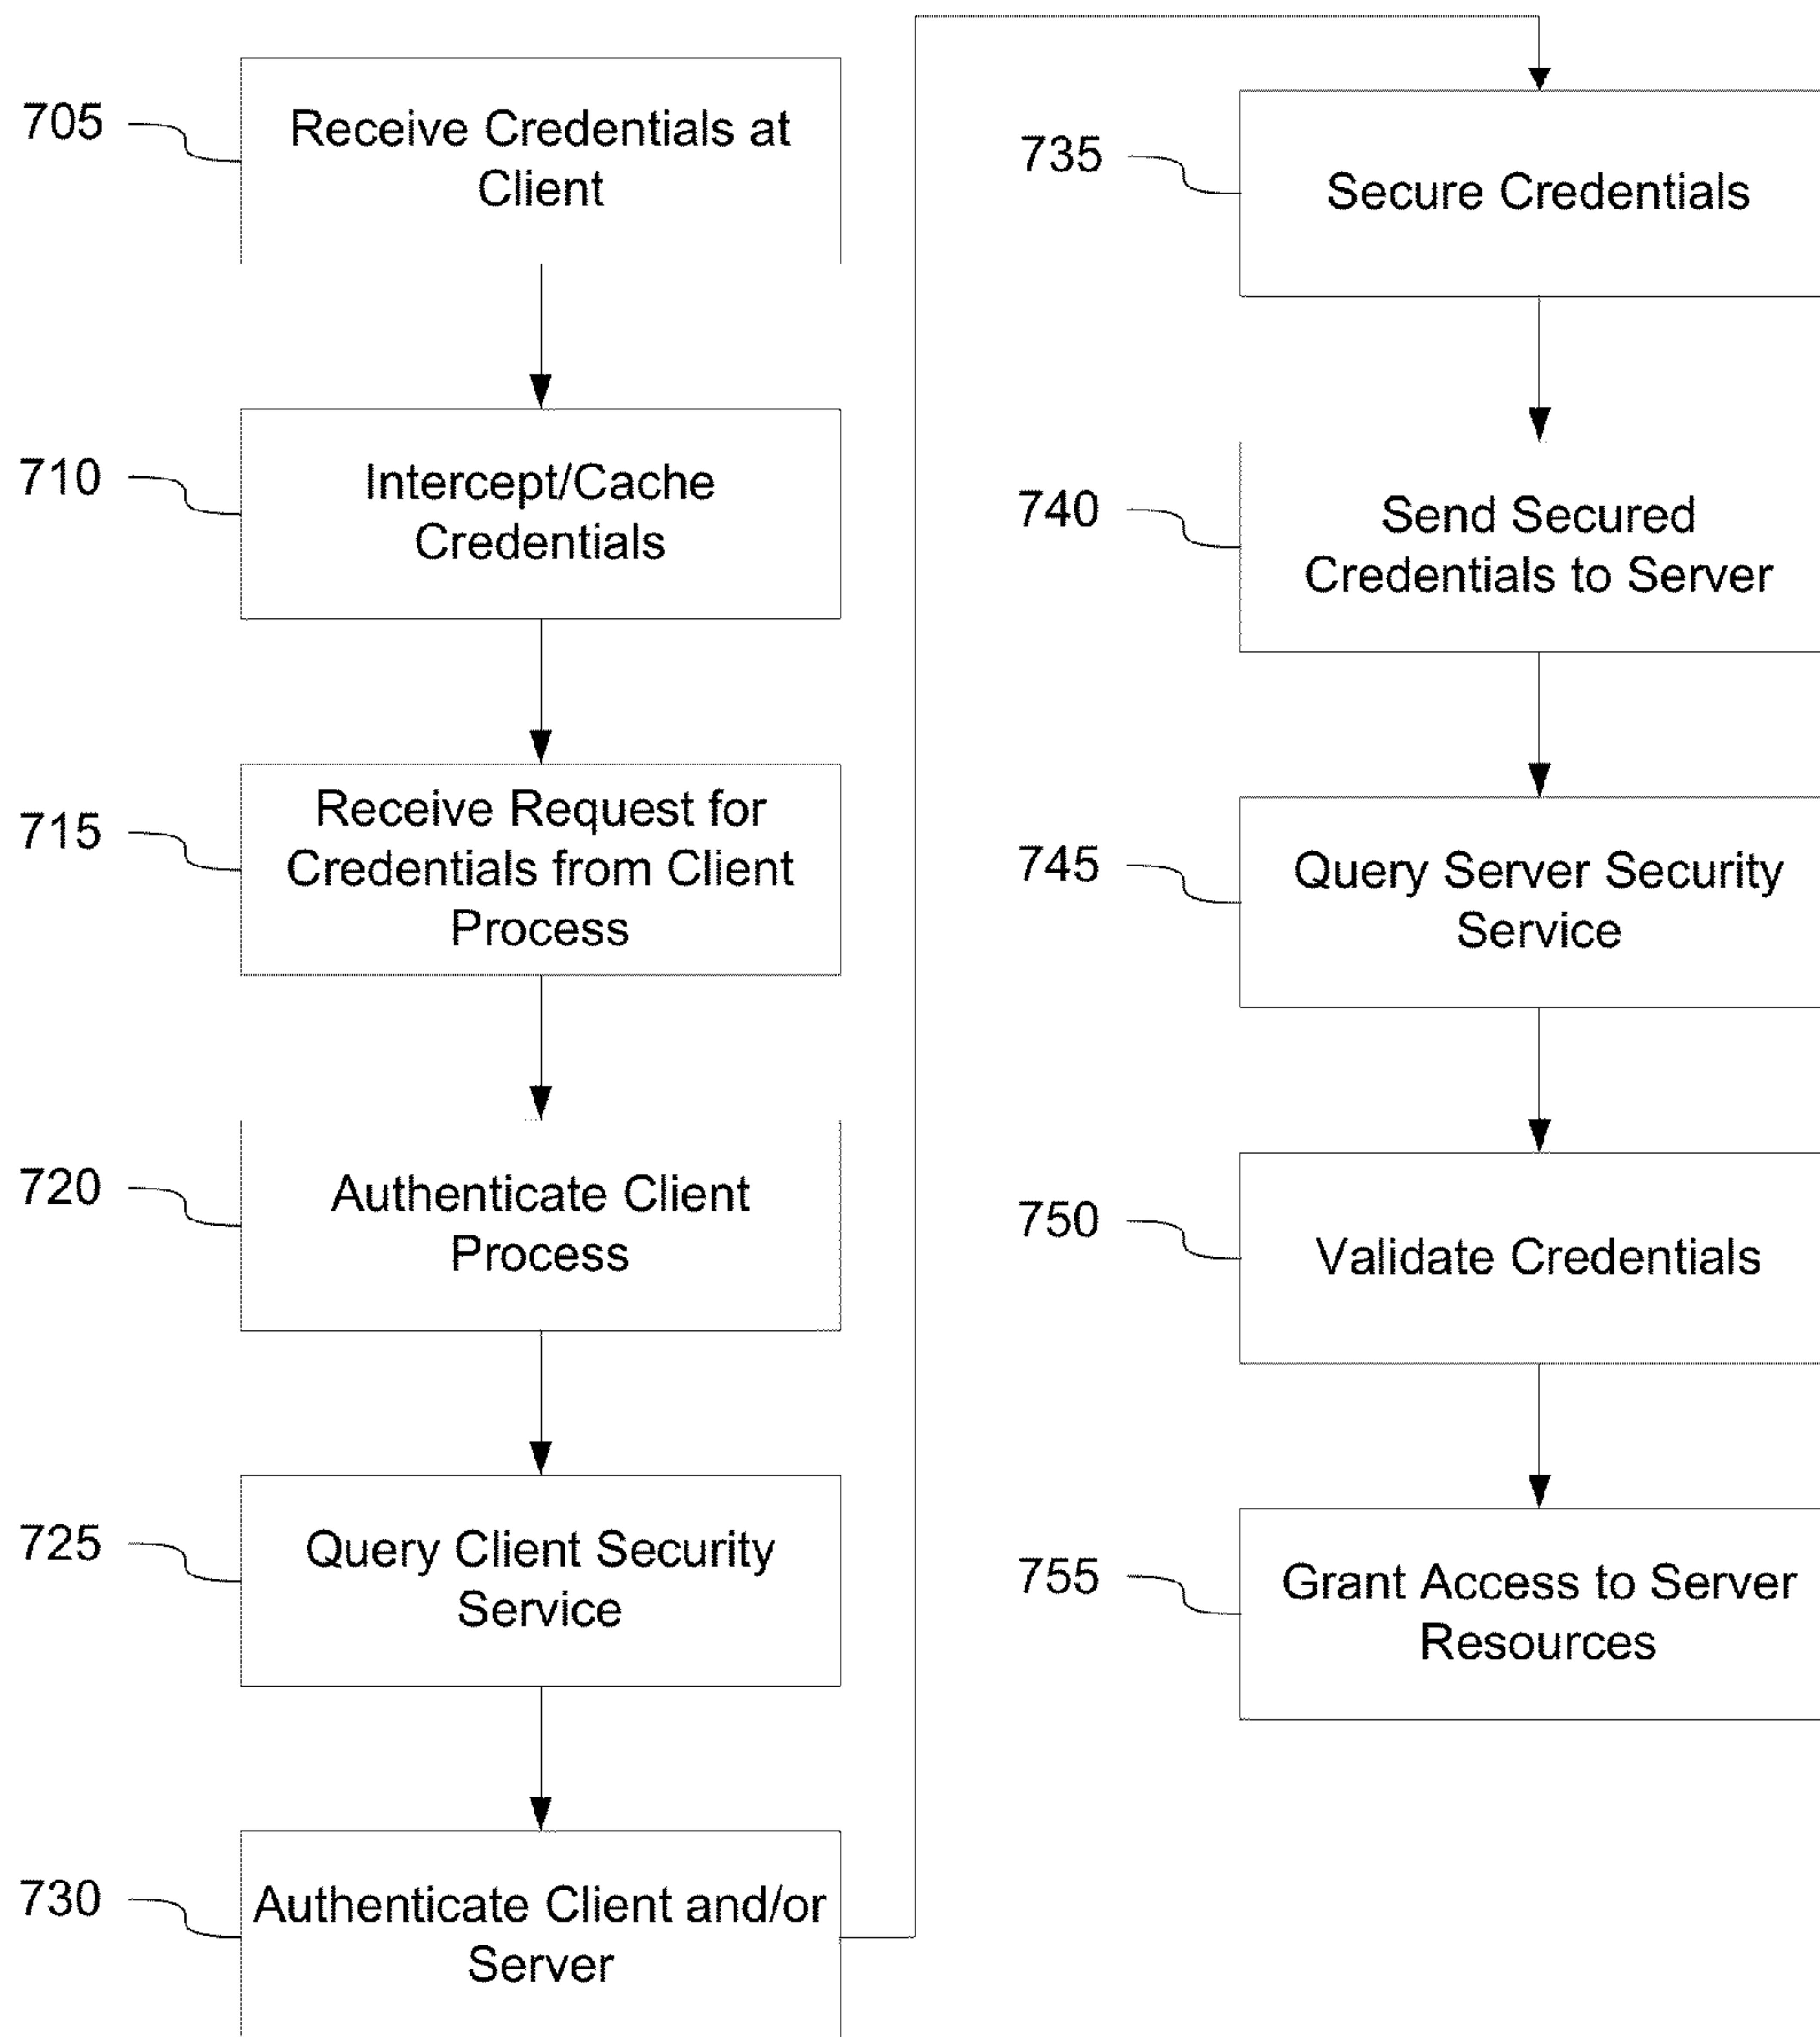 705
Receive Credentials at
Client
710
Intercept/Cache
Credentials
715
Receive Request for
Credentials from Client
Process
720
Authenticate Client
Process
725
Query Client Security
Service
730
Authenticate Client and/or
Server
735
Secure Credentials
740
Send Secured
Credentials to Server
745
Query Server Security
Service
750
Validate Credentials
755
Grant Access to Server
Resources